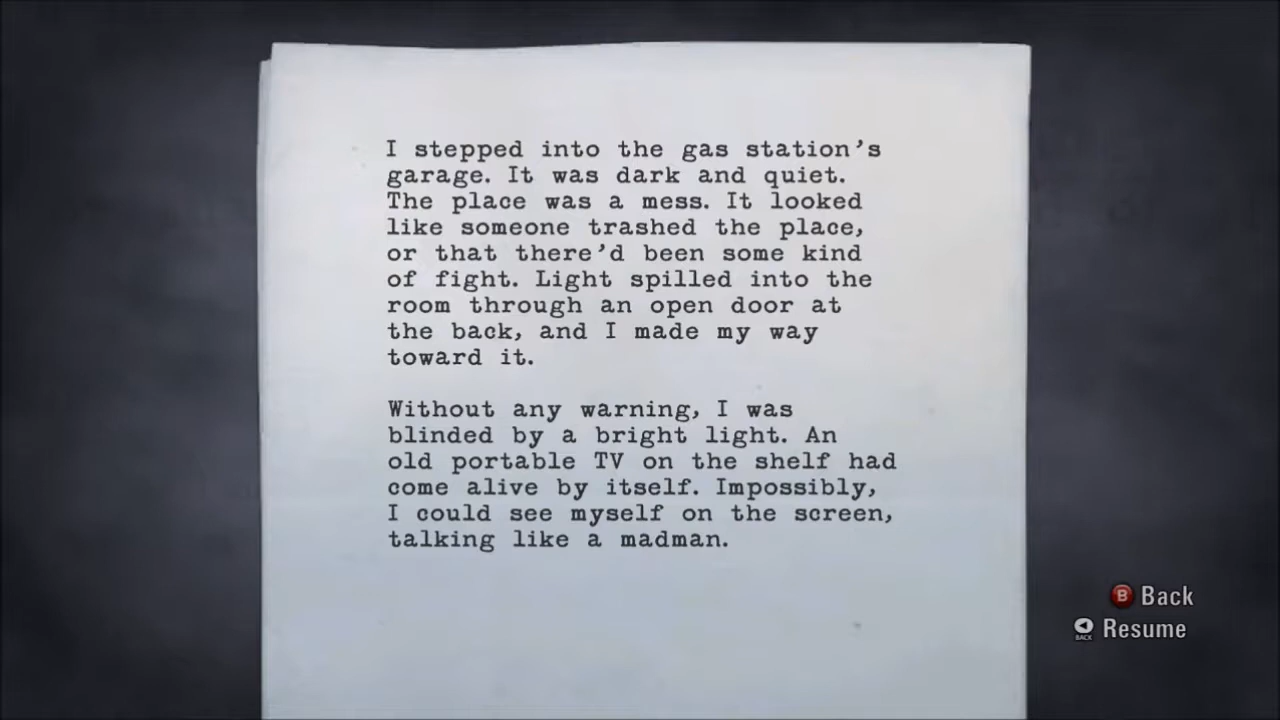 I stepped into the gas station's
garage. It was dark and quiet.
The place was a mess. It looked
like someone trashed the place,
or that there'd been some kind
of fight. Light spilled into the
room through an open door at
the back, and I made my way
toward it.
Without any warning, I was
blinded by a bright light. An
old portable TV on the shelf had
come alive by itself. Impossibly,
I could see myself on the screen,
talking like a madman.
B Back
BACK Resume